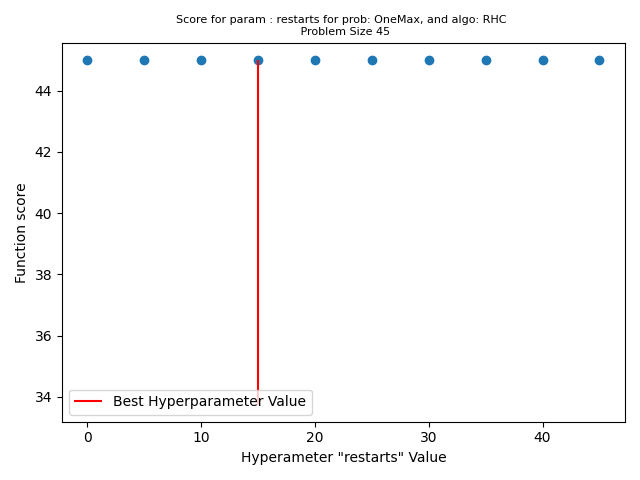 Score for param : restarts for prob: OneMax, and algo: RHC
Problem Size 45
Function score
44
42
40
38
36
34
Best Hyperparameter Value
0 10 20 30 40
Hyperameter "restarts" Value